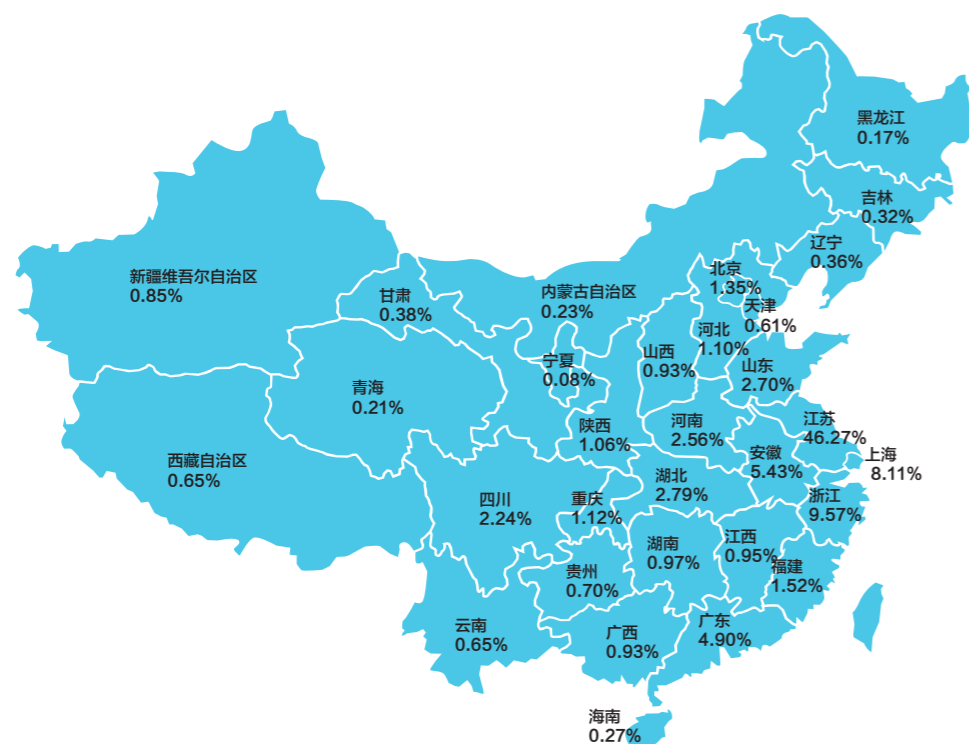 黑龙江
0.17%
吉林
0.32%
辽宁
0.36%
北京
1.35%
天津
0.61%
新疆维吾尔自治区
0.85%
甘肃
0.38%
内蒙古自治区
0.23%
河北
1.10%
宁夏
0.08%
山西
0.93%
山东
2.70%
青海
0.21%
陕西
1.06%
河南
2.56%
江苏
46.27%
西藏自治区
0.65%
安徽
5.43%
上海
8.11%
湖北
2.79%
四川
2.24%
重庆
1.12%
浙江
9.57%
湖南
0.97%
江西
0.95%
福建
1.52%
贵州
0.70%
云南
0.65%
广西
0.93%
广东
4.90%
海南
0.27%